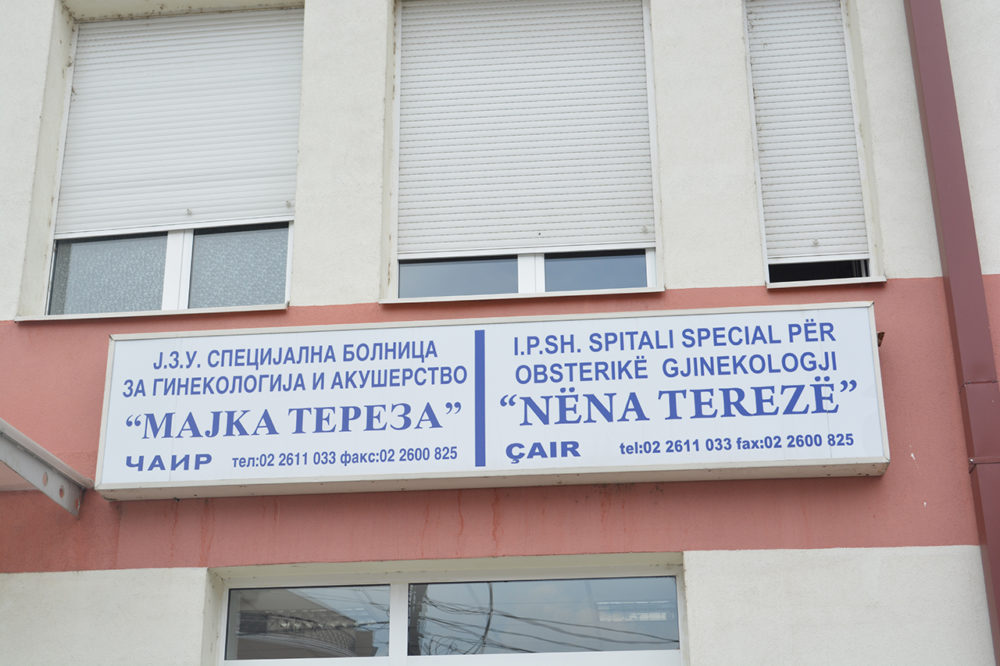 Ј.З.У. СПЕЦИЈАЛНА БОЛНИЦА
ЗА ГИНЕКОЛОГИЈА И АКУШЕРСТВО
“МАЈКА ТЕРЕЗА”
ЧАИР тел:02 2611 033 факс:02 2600 825
I.P.SH. SPITALI SPECIAL PËR
OBSTERIKË GJINEKOLOGJI
“NËNA TEREZË”
ÇAIR tel:02 2611 033 fax:02 2600 825